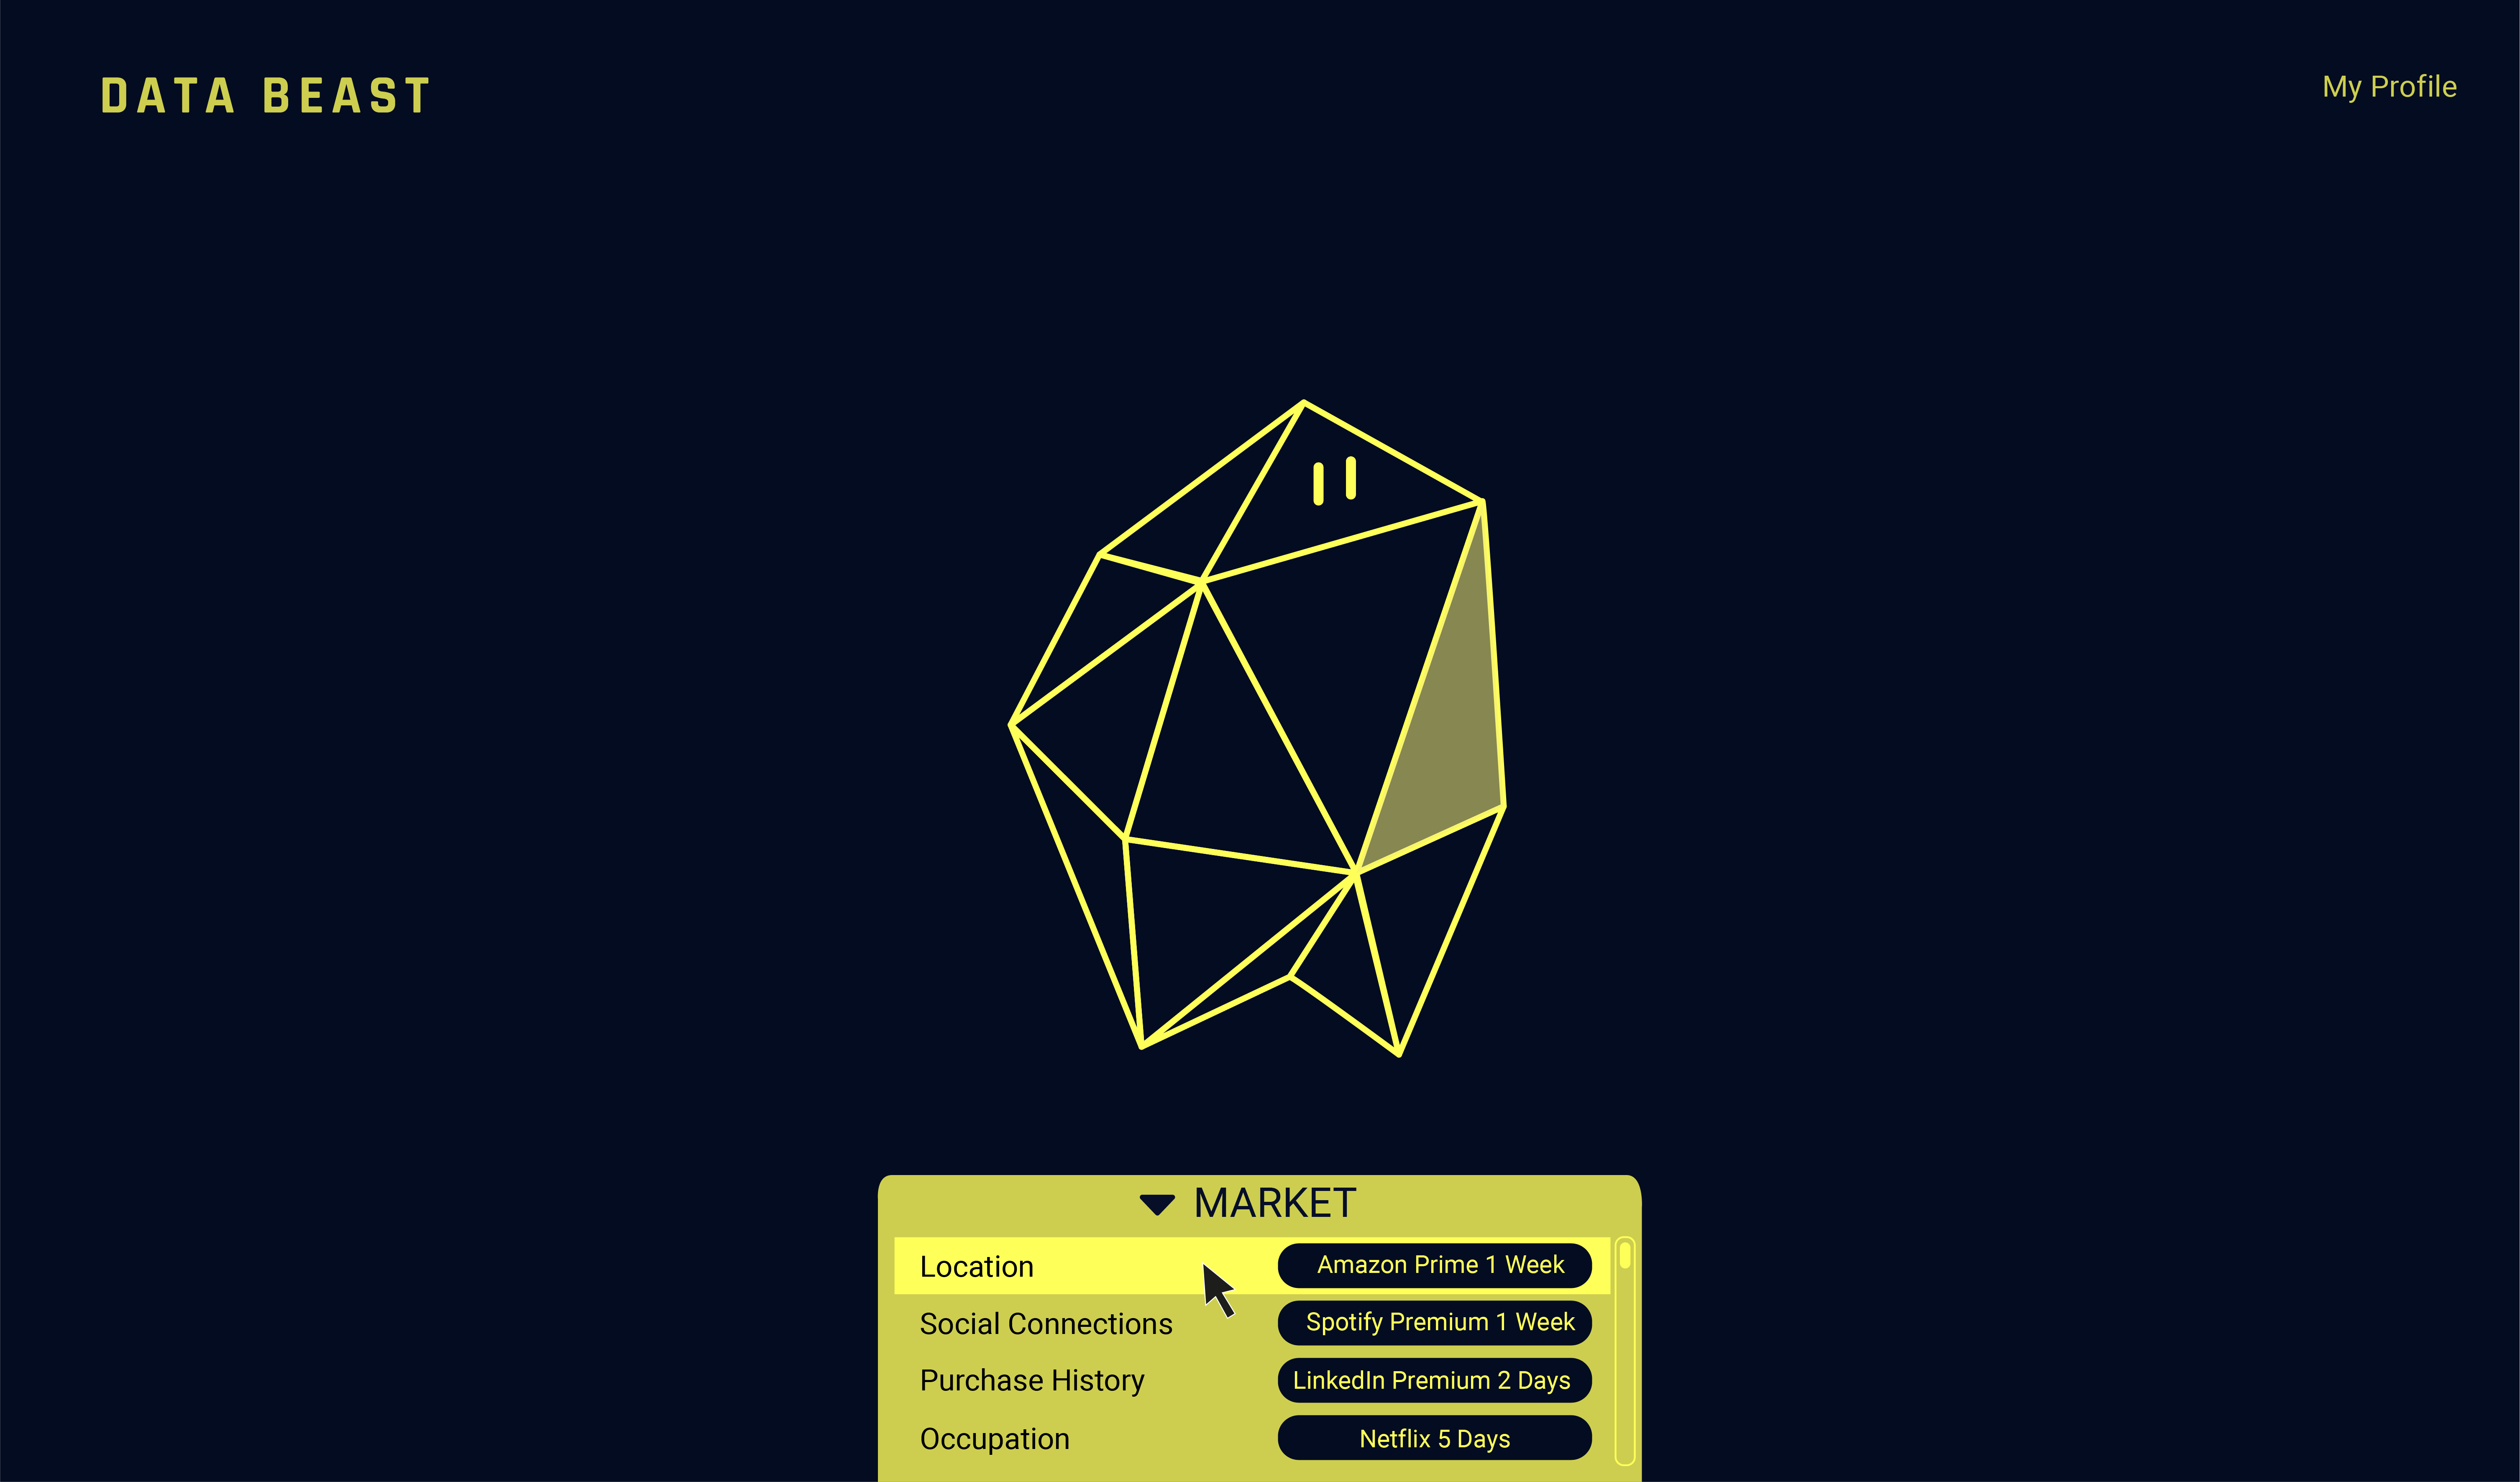 DATA BEAST
My Profile
MARKET
Location
Amazon Prime 1 Week
Social Connections
Spotify Premium 1 Week
Purchase History
LinkedIn Premium 2 Days
Occupation
Netflix 5 Days